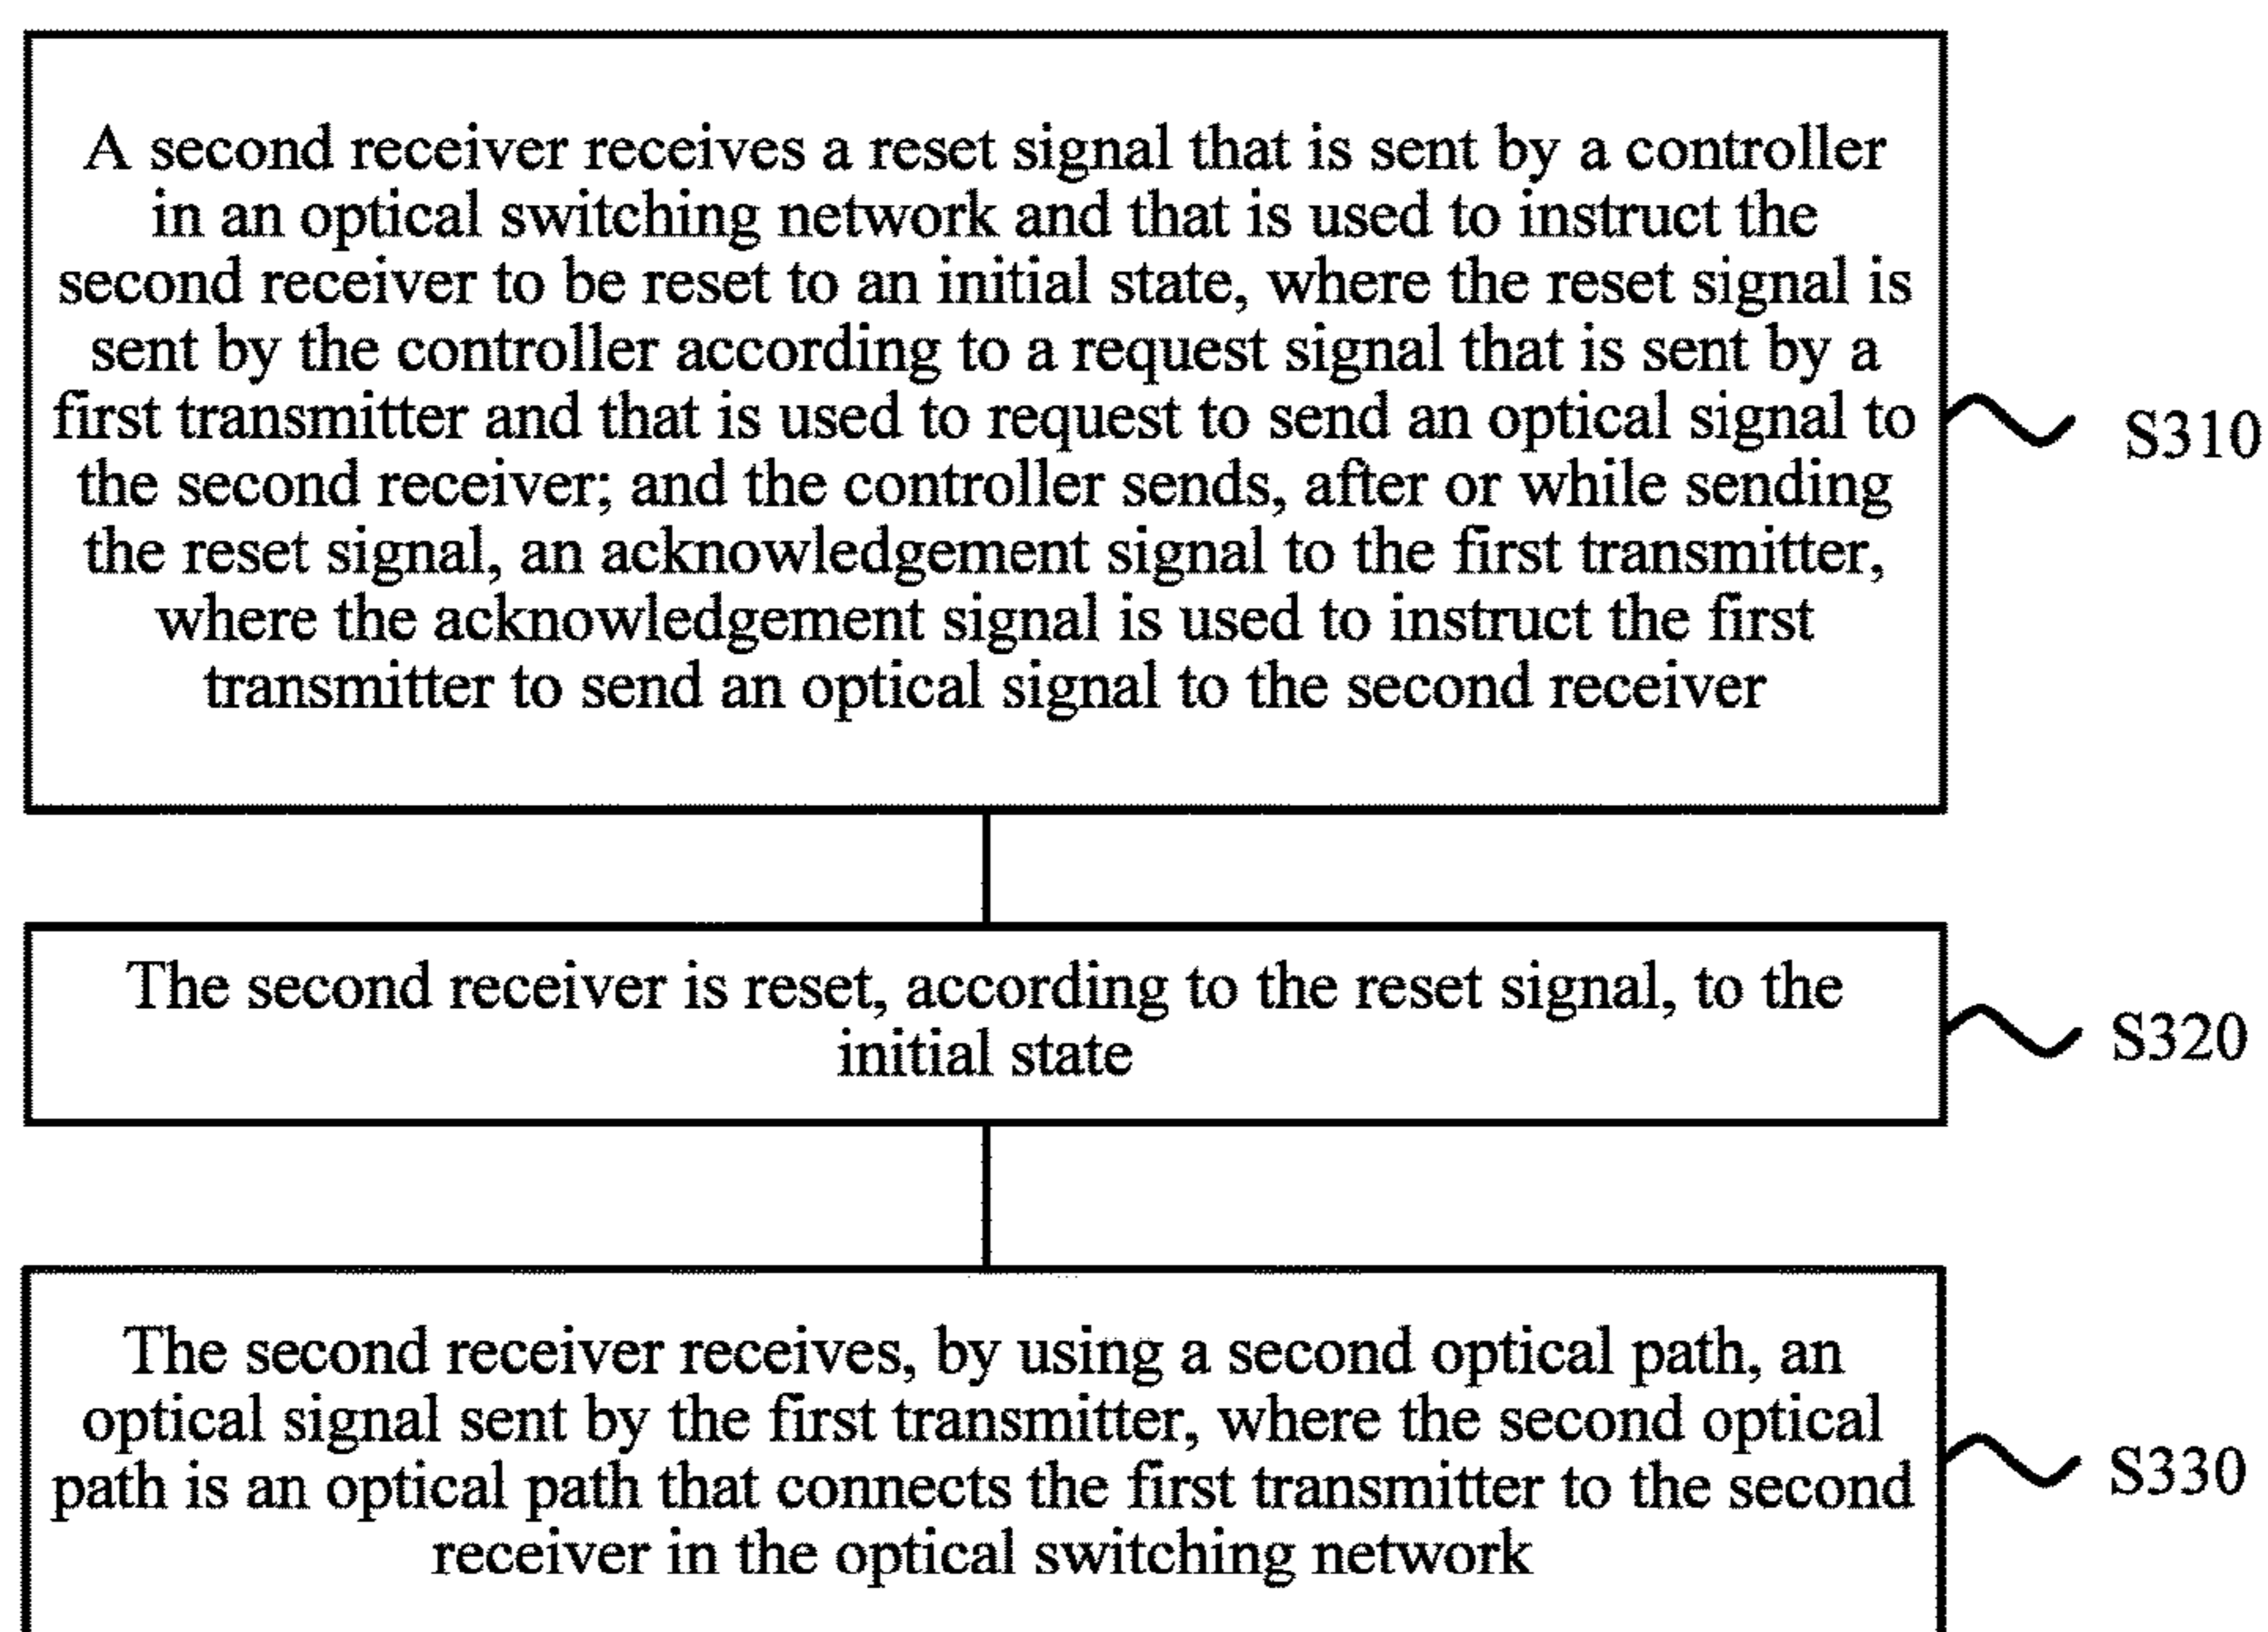 A second receiver receives a reset signal that is sent by a controller
in an optical switching network and that is used to instruct the
second receiver to be reset to an initial state, where the reset signal is
sent by the controller according to a request signal that is sent by a
first transmitter and that is used to request to send an optical signal to
the second receiver; and the controller sends, after or while sending
the reset signal, an acknowledgement signal to the first transmitter,
where the acknowledgement signal is used to instruct the first
transmitter to send an optical signal to the second receiver
S310
The second receiver is reset, according to the reset signal, to the
initial state
S320
The second receiver receives, by using a second optical path, an
optical signal sent by the first transmitter, where the second optical
path is an optical path that connects the first transmitter to the second
receiver in the optical switching network
S330